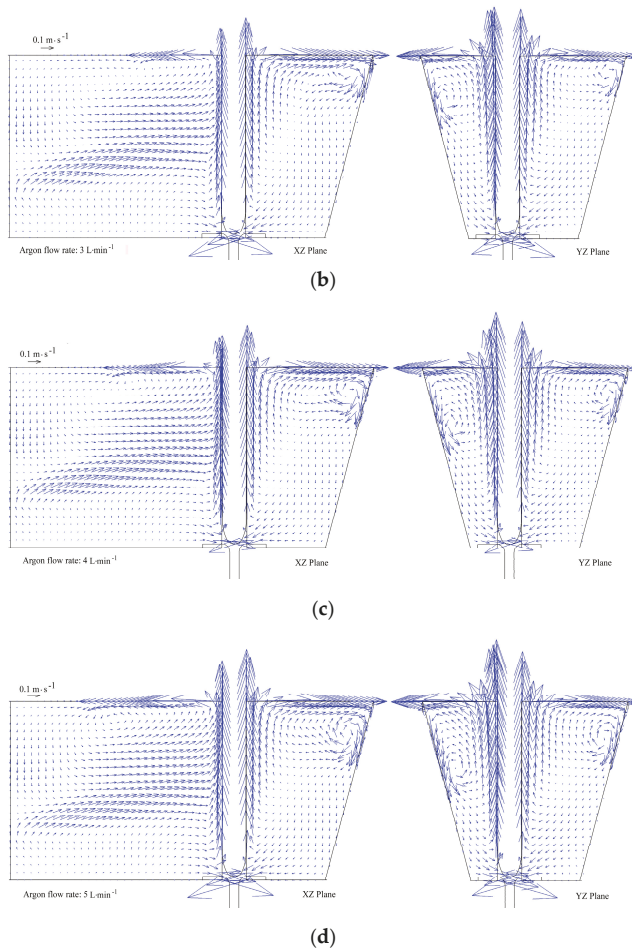 0.1 m·s⁻¹
Argon flow rate: 3 L·min⁻¹ XZ Plane YZ Plane
(b)
0.1 m·s⁻¹
Argon flow rate: 4 L·min⁻¹ XZ Plane YZ Plane
(c)
0.1 m·s⁻¹
Argon flow rate: 5 L·min⁻¹ XZ Plane YZ Plane
(d)